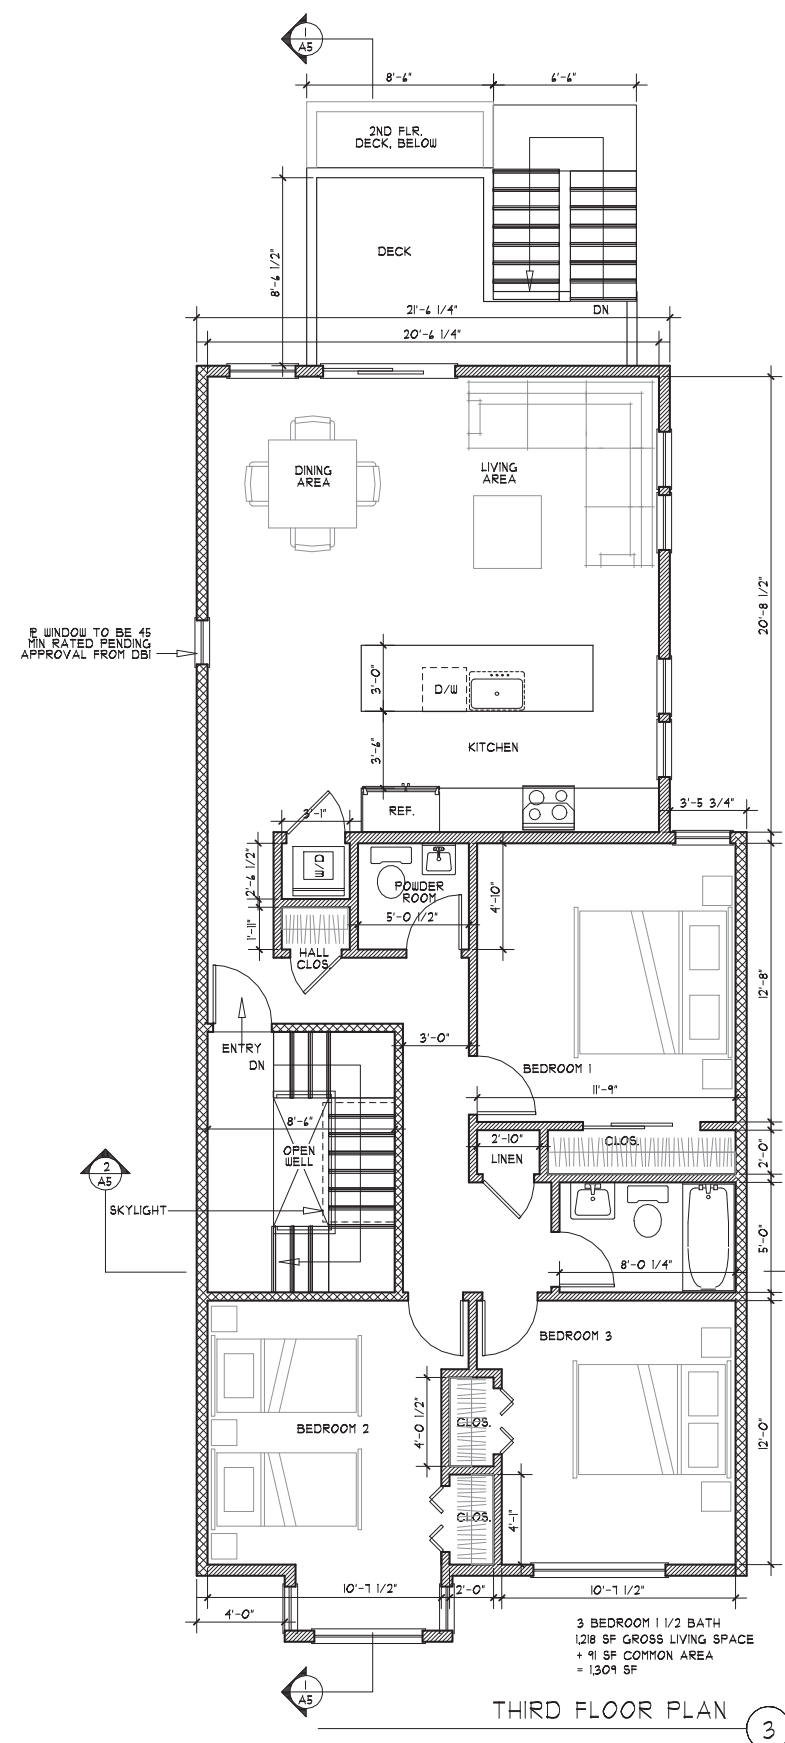 1
A5
8'-6"
6'-6"
2ND FLR.
DECK, BELOW
DECK
8'-6 1/2"
DN
21'-6 1/4"
20'-6 1/4"
DINING
AREA
LIVING
AREA
20'-8 1/2"
WINDOW TO BE 45
MIN RATED PENDING
APPROVAL FROM DBI
3'-0"
D/W
3'-6"
KITCHEN
REF.
3'-5 3/4"
3'-1"
2'-6 1/2"
W/D
POWDER
ROOM
4'-10"
5'-0 1/2"
1'-11"
HALL
CLOS.
12'-8"
ENTRY
DN
3'-0"
BEDROOM 1
11'-9"
8'-6"
2'-10"
CLOS.
2'-0"
OPEN
WELL
LINEN
2
A5
SKYLIGHT
5'-0"
8'-0 1/4"
BEDROOM 3
BEDROOM 2
4'-0 1/2"
CLOS.
12'-0"
CLOS.
4'-1"
10'-7 1/2"
2'-0"
10'-7 1/2"
4'-0"
3 BEDROOM 1 1/2 BATH
1,218 SF GROSS LIVING SPACE
+ 91 SF COMMON AREA
= 1,309 SF
1
A5
THIRD FLOOR PLAN
3